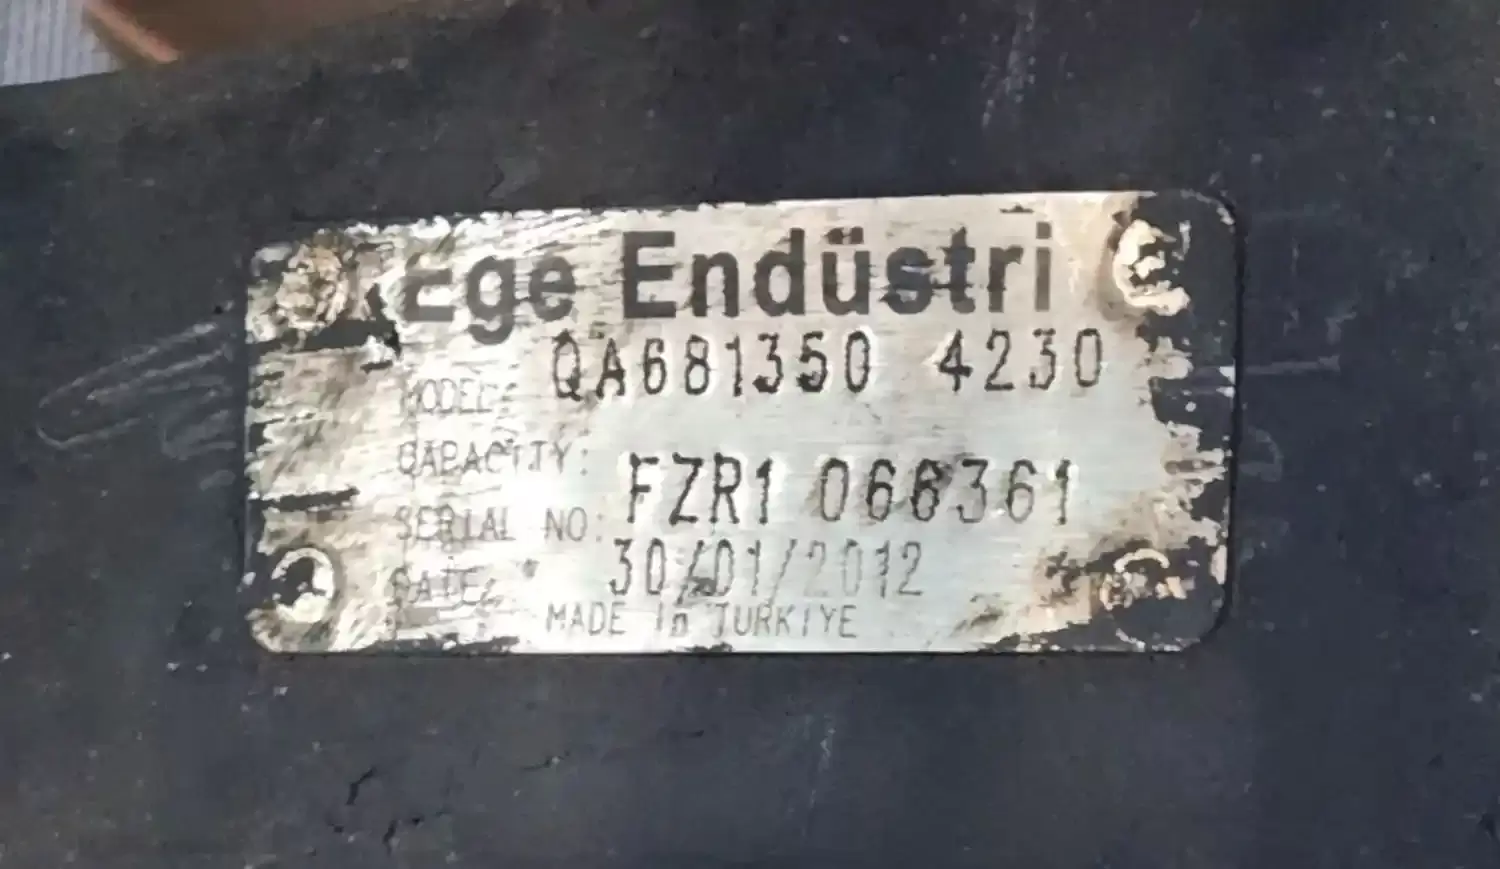 Ege Endüstri
MODEL: QA681350 4230
CAPACITY:
SERIAL NO: FZR1 066361
DATE: 30/01/2012
MADE In TURKIYE